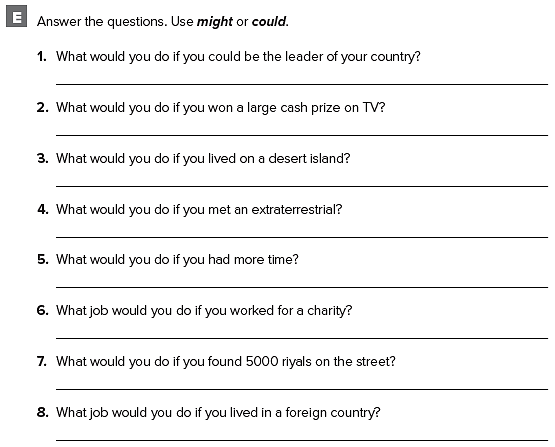 E Answer the questions. Use might or could.
1. What would you do if you could be the leader of your country?
2. What would you do if you won a large cash prize on TV?
3. What would you do if you lived on a desert island?
4. What would you do if you met an extraterrestrial?
5. What would you do if you had more time?
6. What job would you do if you worked for a charity?
7. What would you do if you found 5000 riyals on the street?
8. What job would you do if you lived in a foreign country?